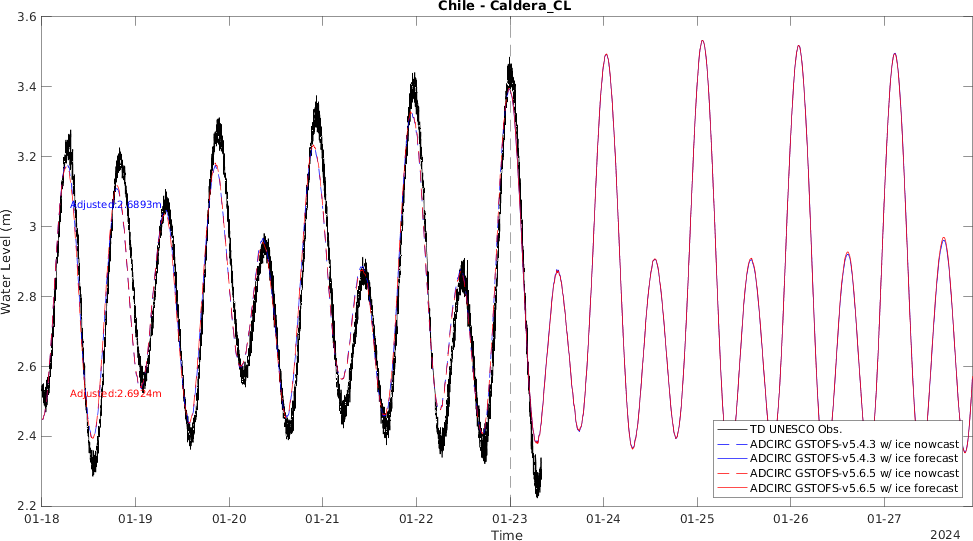 Chile - Caldera_CL
3.6
3.4
3.2
3
2.8
2.6
2.4
2.2
Water Level (m)
Adjusted:2.6893m
Adjusted:2.6924m
TD UNESCO Obs.
ADCIRC GSTOFS-v5.4.3 w/ ice nowcast
ADCIRC GSTOFS-v5.4.3 w/ ice forecast
ADCIRC GSTOFS-v5.6.5 w/ ice nowcast
ADCIRC GSTOFS-v5.6.5 w/ ice forecast
01-18 01-19 01-20 01-21 01-22 01-23 01-24 01-25 01-26 01-27
Time
2024